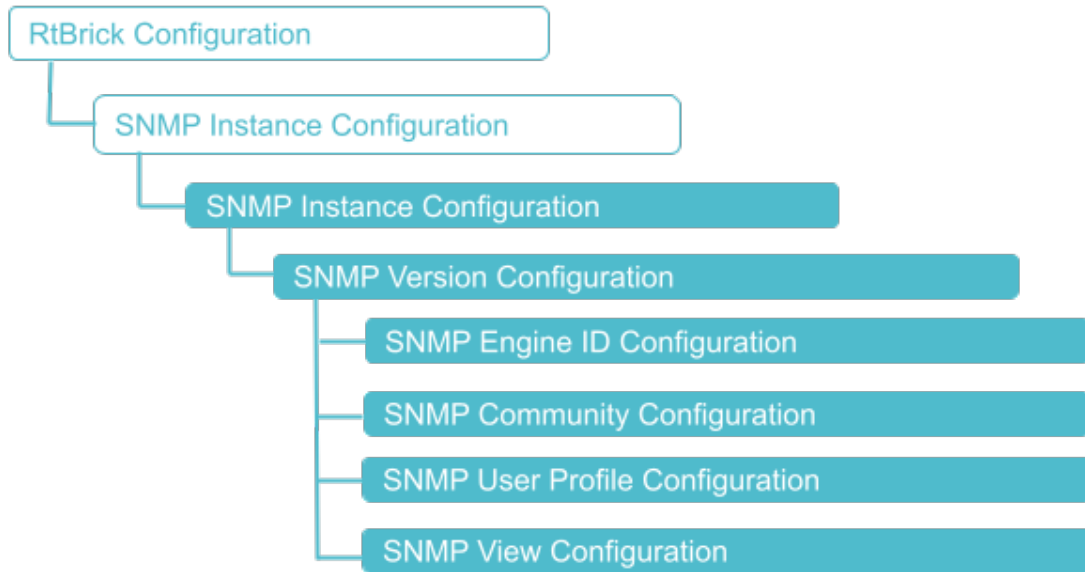 RtBrick Configuration
SNMP Instance Configuration
SNMP Instance Configuration
SNMP Version Configuration
SNMP Engine ID Configuration
SNMP Community Configuration
SNMP User Profile Configuration
SNMP View Configuration